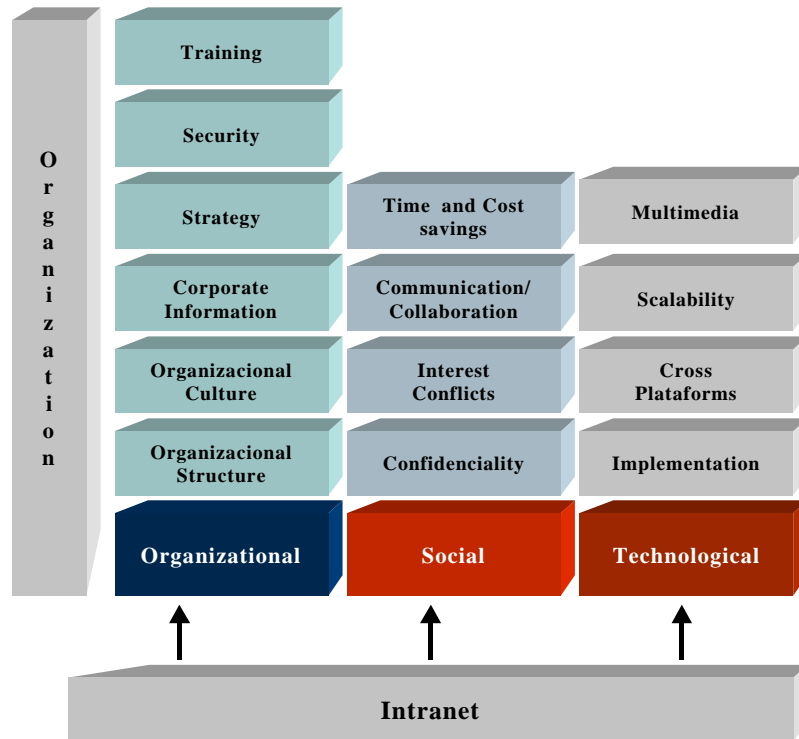 Organization
Training
Security
Strategy
Corporate
Information
Organizacional
Culture
Organizacional
Structure
Organizational
Time and Cost
savings
Communication/
Collaboration
Interest
Conflicts
Confidenciality
Social
Multimedia
Scalability
Cross
Plataforms
Implementation
Technological
Intranet